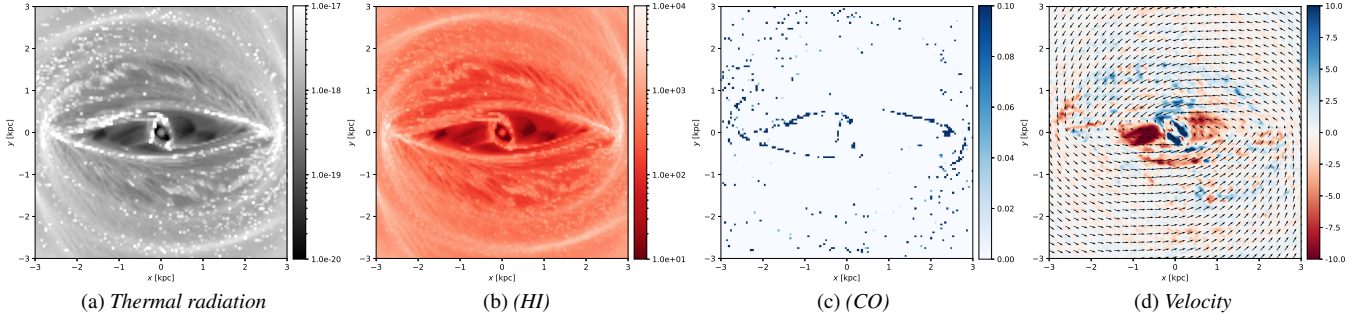 3
2
1
0
−1
−2
−3
y [kpc]
−3 −2 −1 0 1 2 3
x [kpc]
1.0e-17
1.0e-18
1.0e-19
1.0e-20
(a) Thermal radiation
3
2
1
0
−1
−2
−3
y [kpc]
−3 −2 −1 0 1 2 3
x [kpc]
1.0e+04
1.0e+03
1.0e+02
1.0e+01
(b) (HI)
3
2
1
0
−1
−2
−3
y [kpc]
−3 −2 −1 0 1 2 3
x [kpc]
0.10
0.08
0.06
0.04
0.02
0.00
(c) (CO)
3
2
1
0
−1
−2
−3
y [kpc]
−3 −2 −1 0 1 2 3
x [kpc]
10.0
7.5
5.0
2.5
0.0
-2.5
-5.0
-7.5
-10.0
(d) Velocity